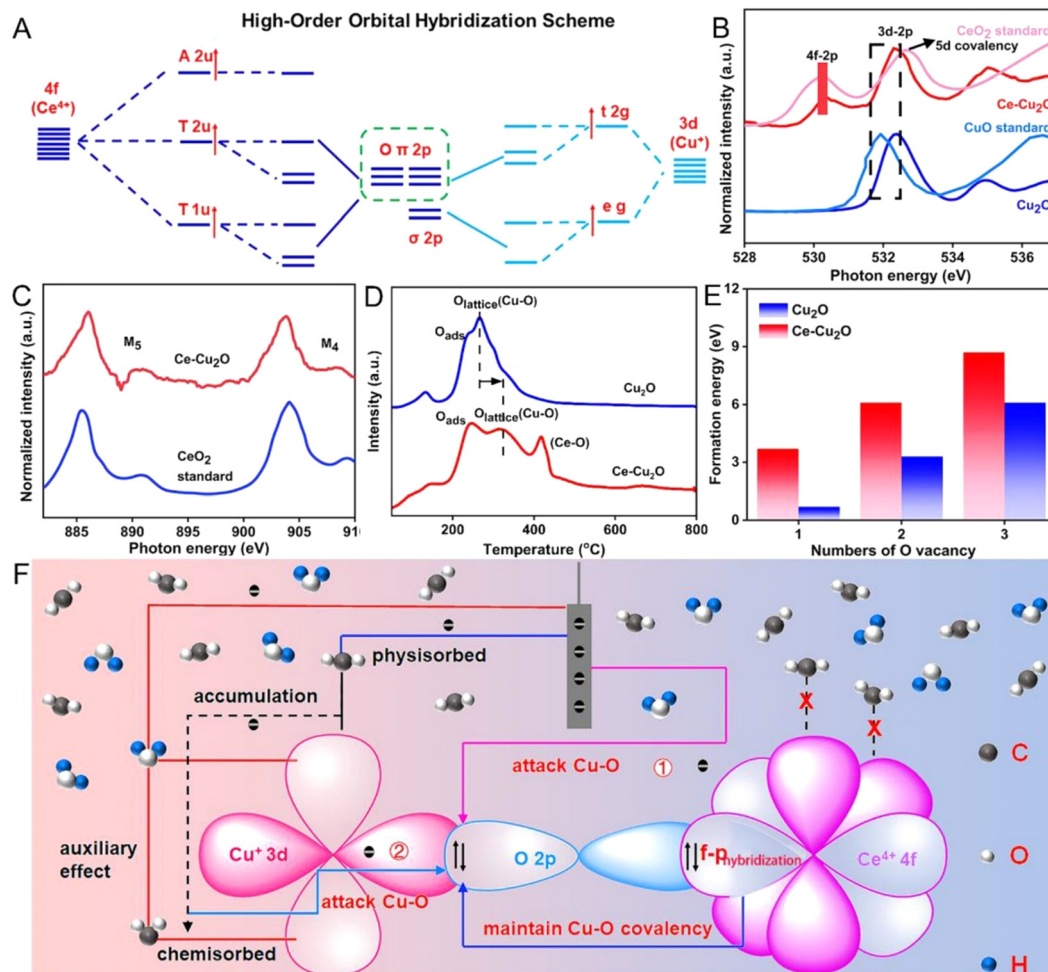 A
High-Order Orbital Hybridization Scheme
4f
(Ce⁴⁺)
A 2u
T 2u
T 1u
O π 2p
σ 2p
t 2g
e g
3d
(Cu⁺)
B
Normalized intensity (a.u.)
CeO₂ standard
3d-2p
5d covalency
4f-2p
Ce-Cu₂O
CuO standard
Cu₂O
528 530 532 534 536
Photon energy (eV)
C
Normalized intensity (a.u.)
M₅
Ce-Cu₂O
M₄
CeO₂
standard
885 890 895 900 905 910
Photon energy (eV)
D
Intensity (a.u.)
Olattice(Cu-O)
Oads
Cu₂O
Oads
Olattice(Cu-O)
(Ce-O)
Ce-Cu₂O
200 400 600 800
Temperature (°C)
E
Formation energy (eV)
12
9
6
3
0
Cu₂O
Ce-Cu₂O
1 2 3
Numbers of O vacancy
F
physisorbed
accumulation
attack Cu-O ①
auxiliary
effect
Cu⁺ 3d
②
O 2p
f-p hybridization
Ce⁴⁺ 4f
attack Cu-O
maintain Cu-O covalency
chemisorbed
X
X
C
O
H